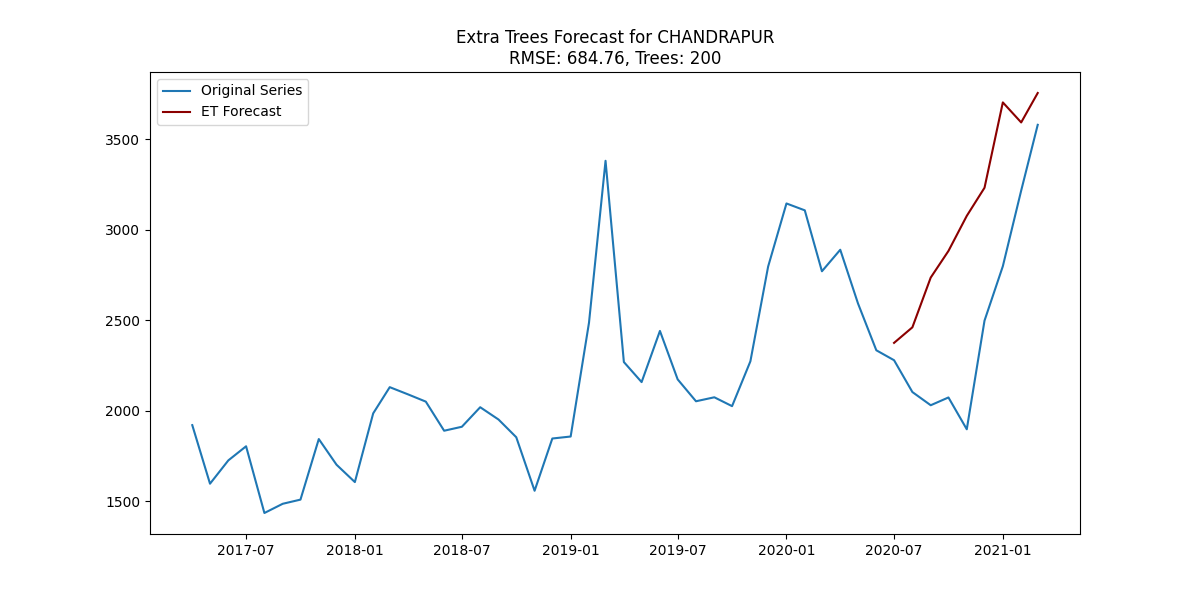 Extra Trees Forecast for CHANDRAPUR
RMSE: 684.76, Trees: 200
Original Series
ET Forecast
3500
3000
2500
2000
1500
2017-07 2018-01 2018-07 2019-01 2019-07 2020-01 2020-07 2021-01